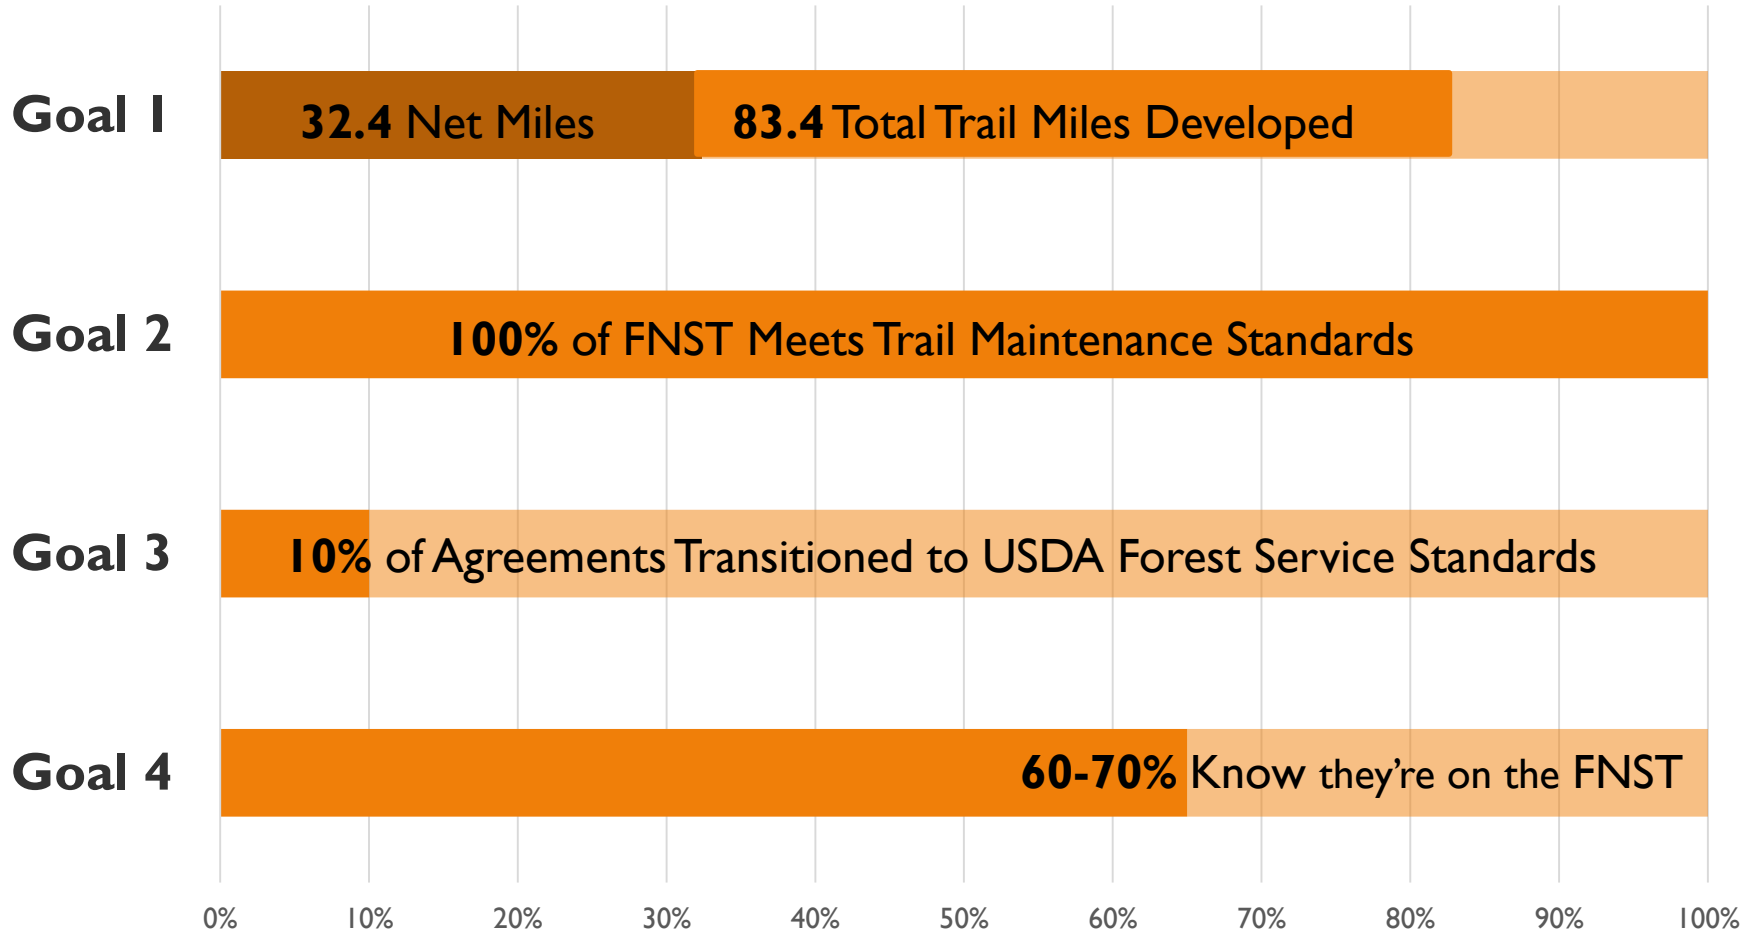 Goal 1
32.4 Net Miles
83.4 Total Trail Miles Developed
Goal 2
100% of FNST Meets Trail Maintenance Standards
Goal 3
10% of Agreements Transitioned to USDA Forest Service Standards
Goal 4
60-70% Know they’re on the FNST
0% 10% 20% 30% 40% 50% 60% 70% 80% 90% 100%